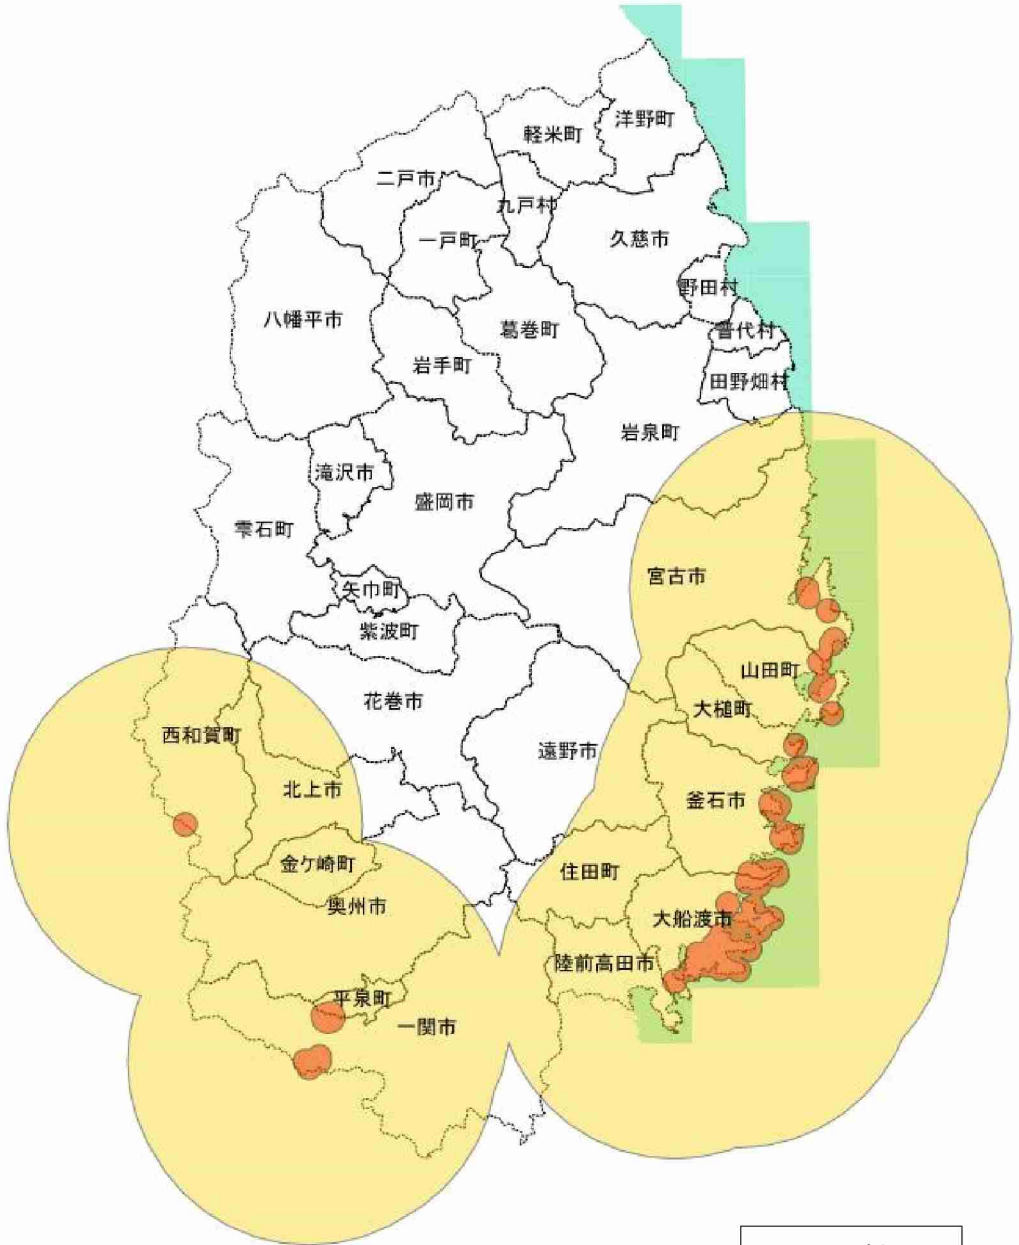 洋野町
軽米町
二戸市
九戸村
一戸町
久慈市
野田村
八幡平市
葛巻町
普代村
岩手町
田野畑村
岩泉町
滝沢市
盛岡市
雫石町
宮古市
矢巾町
紫波町
山田町
花巻市
大槌町
西和賀町
遠野市
北上市
釜石市
金ケ崎町
住田町
奥州市
大船渡市
陸前高田市
平泉町
一関市